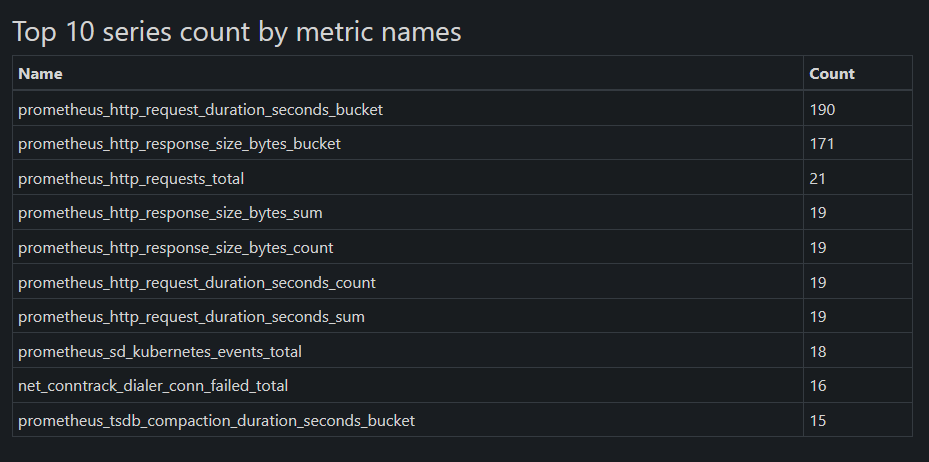 Top 10 series count by metric names
Name Count
prometheus_http_request_duration_seconds_bucket 190
prometheus_http_response_size_bytes_bucket 171
prometheus_http_requests_total 21
prometheus_http_response_size_bytes_sum 19
prometheus_http_response_size_bytes_count 19
prometheus_http_request_duration_seconds_count 19
prometheus_http_request_duration_seconds_sum 19
prometheus_sd_kubernetes_events_total 18
net_conntrack_dialer_conn_failed_total 16
prometheus_tsdb_compaction_duration_seconds_bucket 15